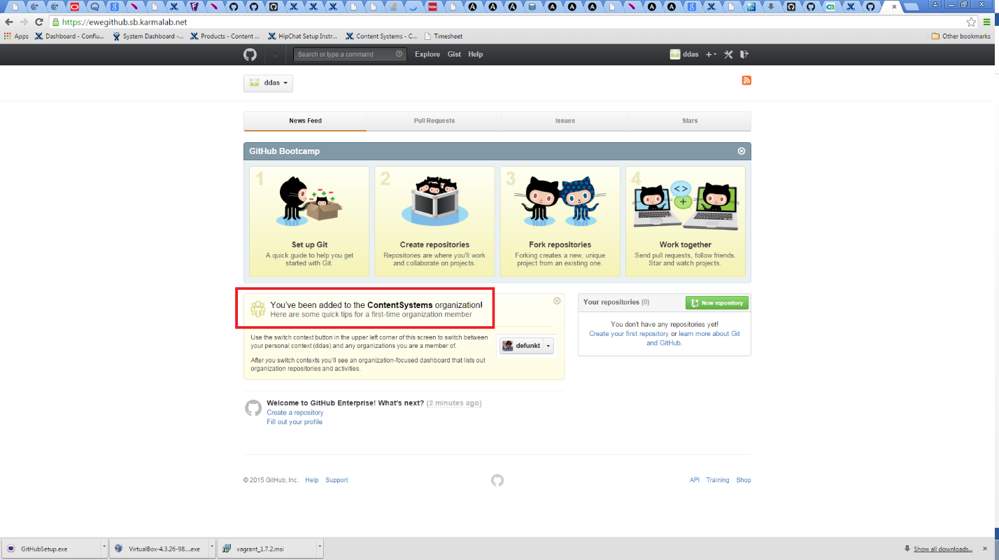 https://ewegithub.sb.karmalab.net
Apps
Dashboard - Conflu...
System Dashboard -...
Products - Content ...
HipChat Setup Instr...
Content Systems - C...
Timesheet
Other bookmarks
Search or type a command
Explore
Gist
Help
ddas
ddas
News Feed
Pull Requests
Issues
Stars
GitHub Bootcamp
1
Set up Git
A quick guide to help you get
started with Git.
2
Create repositories
Repositories are where you'll work
and collaborate on projects.
3
Fork repositories
Forking creates a new, unique
project from an existing one.
4
Work together
Send pull requests, follow friends.
Star and watch projects.
You've been added to the ContentSystems organization!
Here are some quick tips for a first-time organization member
Use the switch context button in the upper left corner of this screen to switch between
your personal context (ddas) and any organizations you are a member of.
After you switch contexts you'll see an organization-focused dashboard that lists out
organization repositories and activities.
defunkt
Your repositories (0)
New repository
You don't have any repositories yet!
Create your first repository or learn more about Git
and GitHub.
Welcome to GitHub Enterprise! What's next? (2 minutes ago)
Create a repository
Fill out your profile
© 2015 GitHub, Inc.
Help
Support
API
Training
Shop
GitHubSetup.exe
VirtualBox-4.3.26-98....exe
vagrant_1.7.2.msi
Show all downloads...